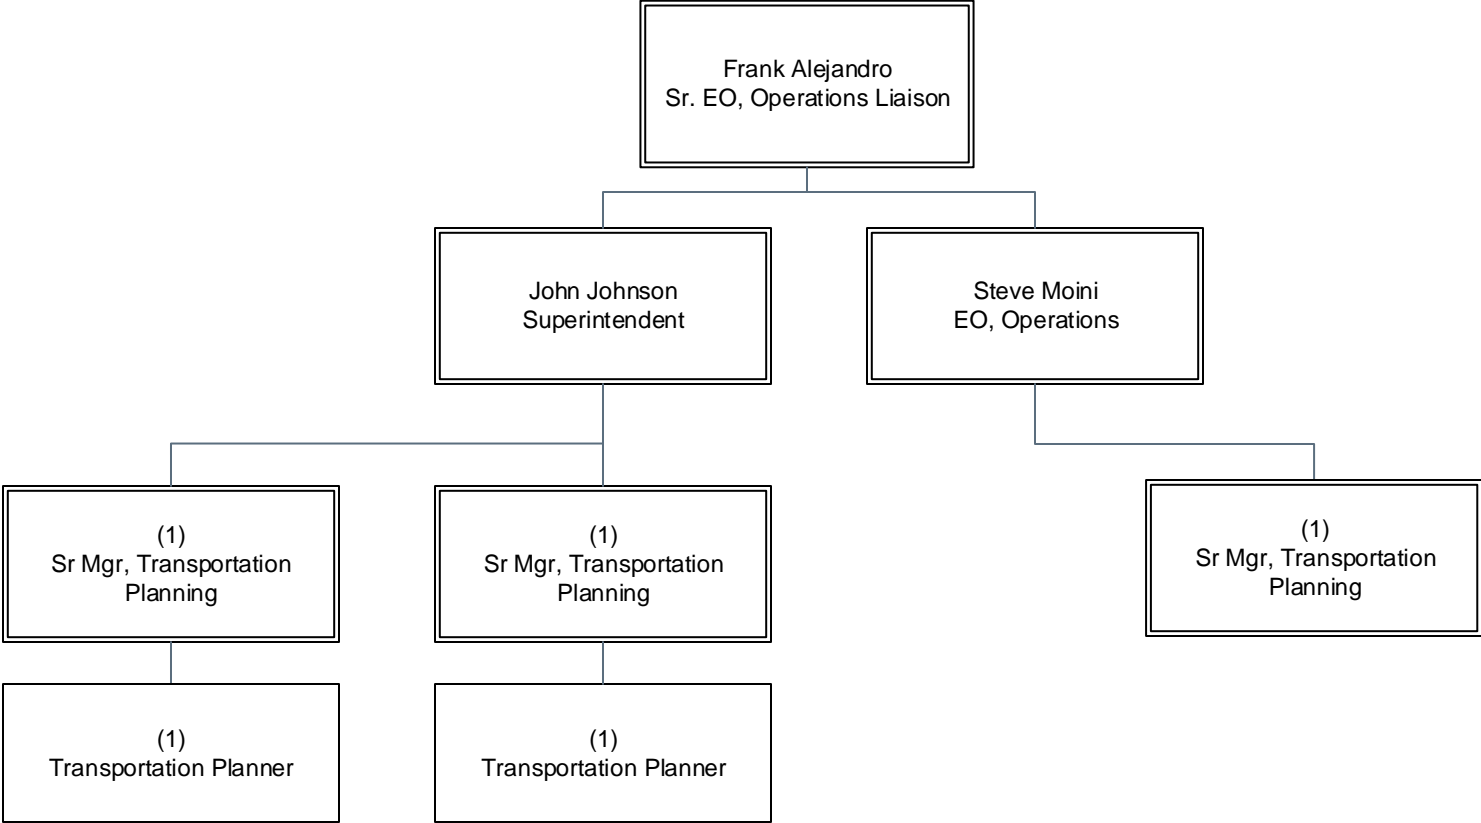 Frank Alejandro
Sr. EO, Operations Liaison
John Johnson
Superintendent
Steve Moini
EO, Operations
(1)
Sr Mgr, Transportation
Planning
(1)
Sr Mgr, Transportation
Planning
(1)
Sr Mgr, Transportation
Planning
(1)
Transportation Planner
(1)
Transportation Planner